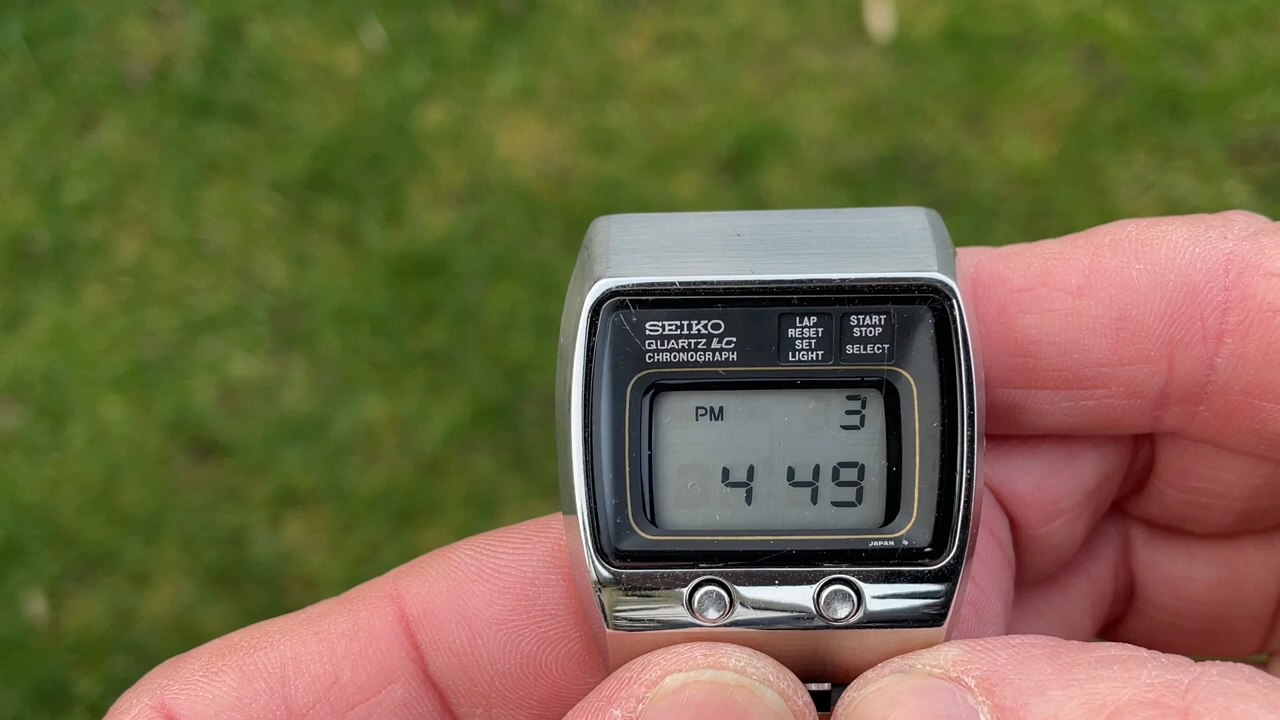 SEIKO
QUARTZ LC
CHRONOGRAPH
LAP
RESET
SET
LIGHT
START
STOP
SELECT
PM 3
4 49
JAPAN